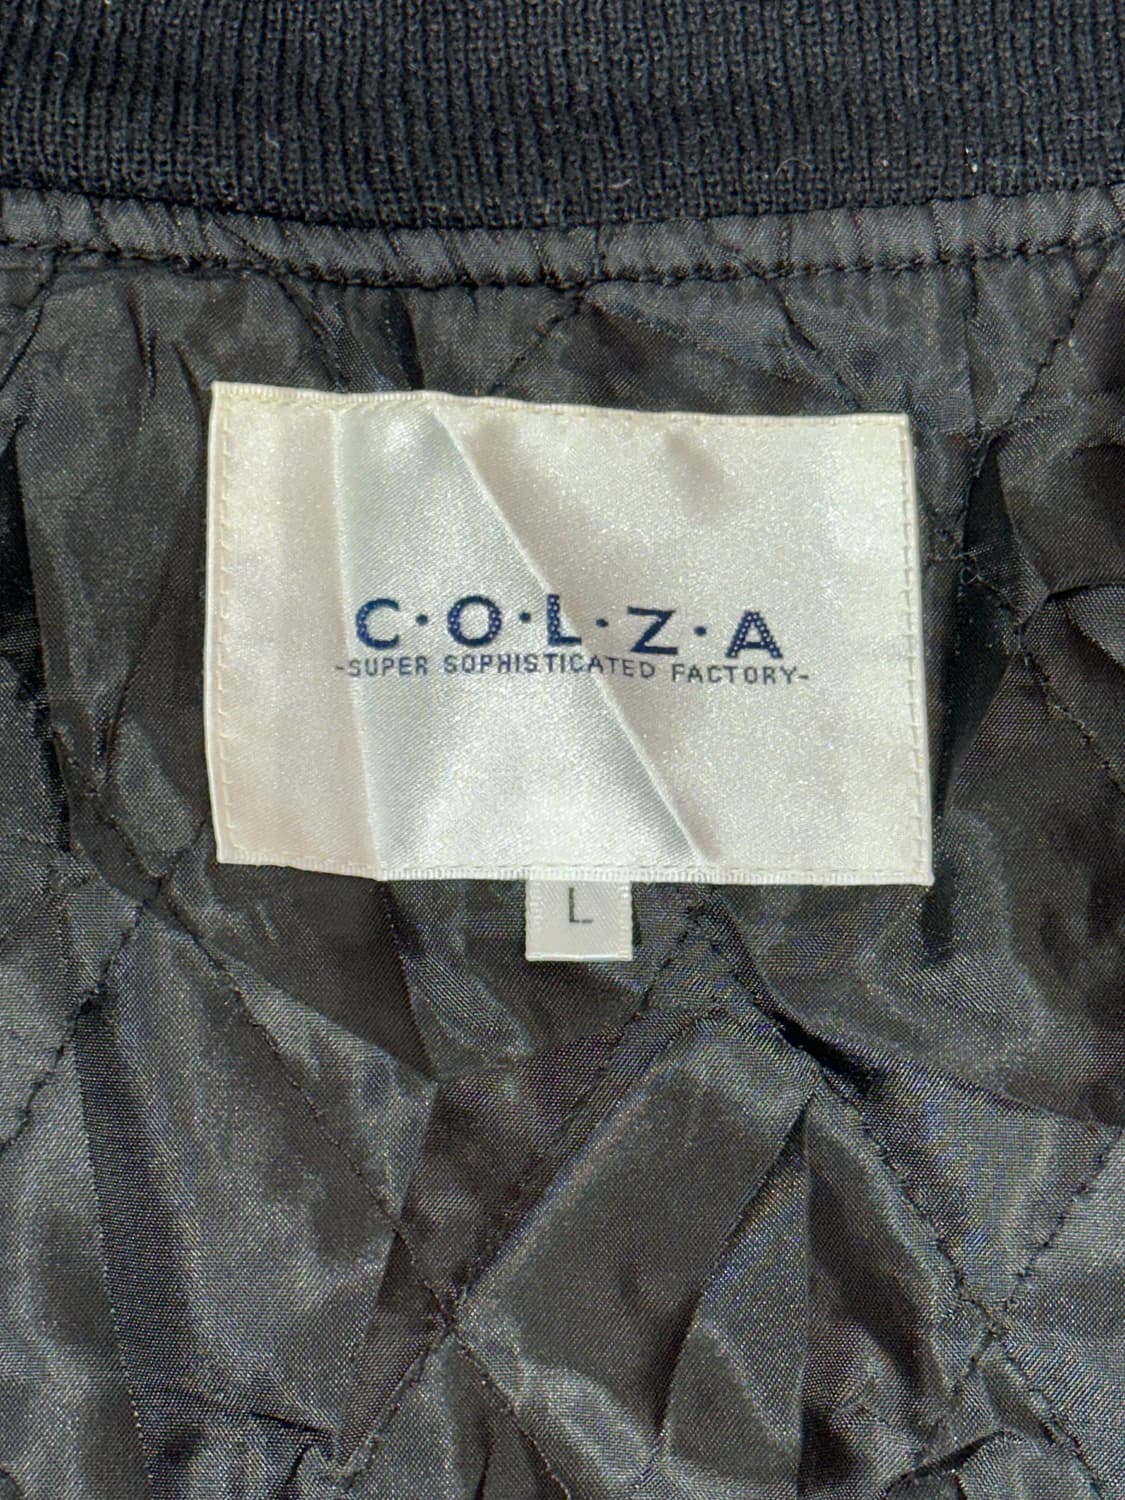 C·O·L·Z·A
-SUPER SOPHISTICATED FACTORY-
L